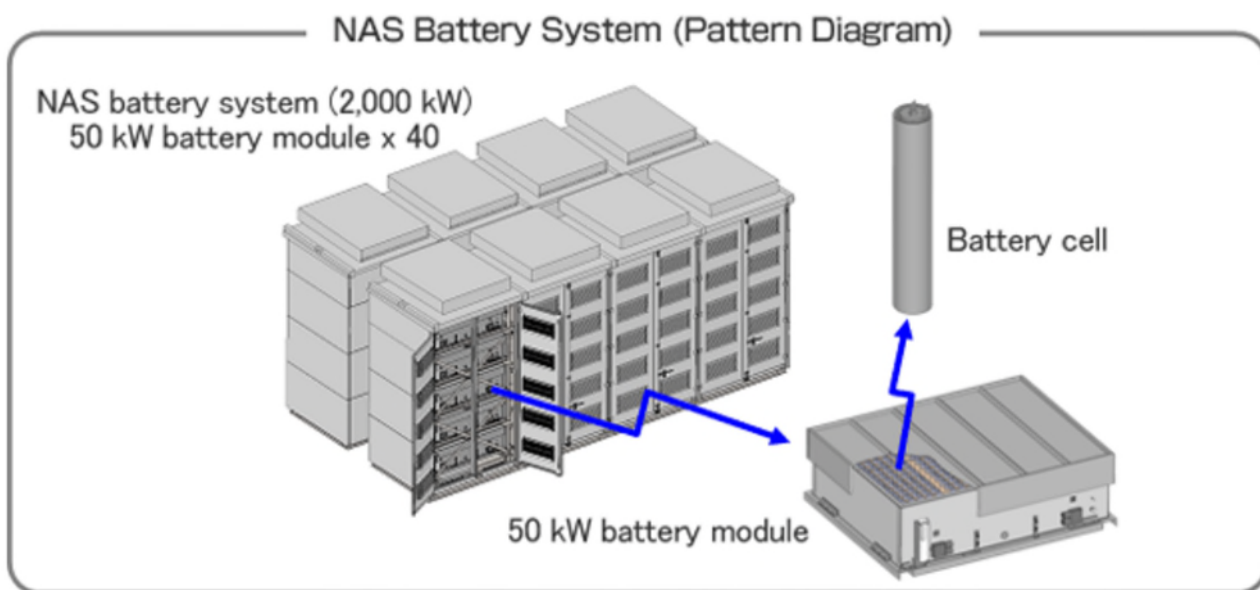 NAS Battery System (Pattern Diagram)
NAS battery system (2,000 kW)
50 kW battery module x 40
Battery cell
50 kW battery module